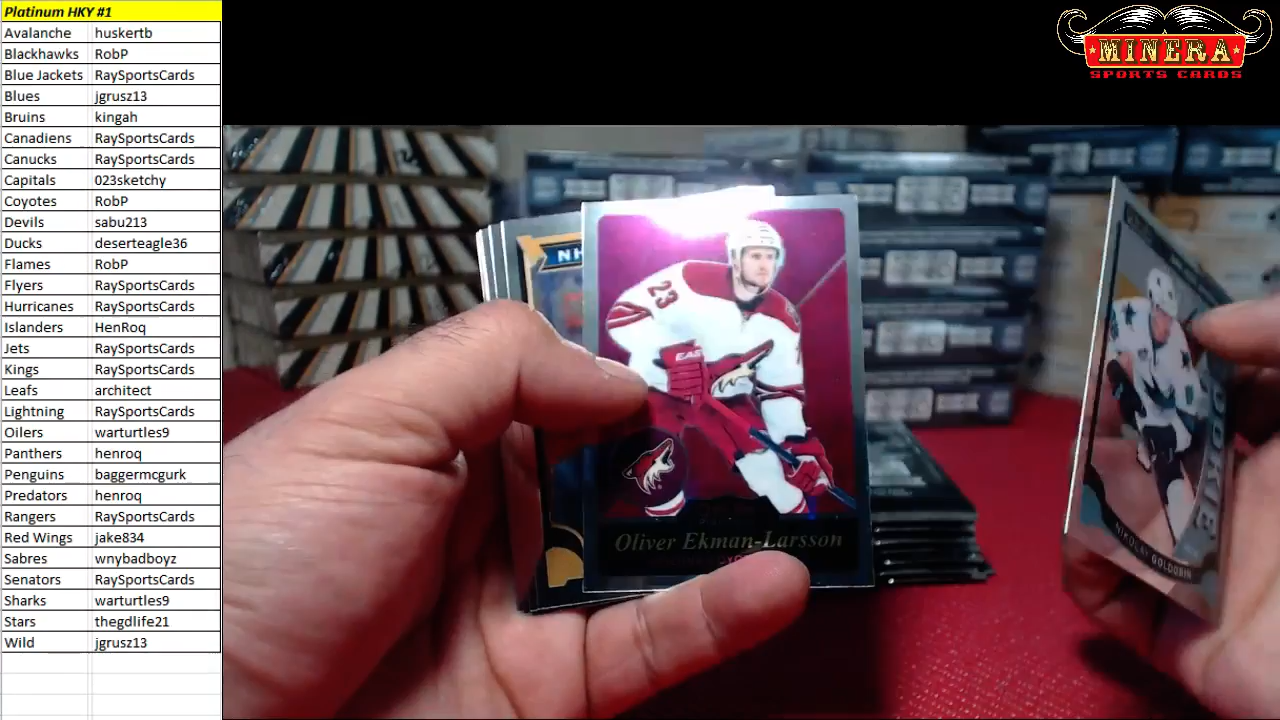 Platinum HKY #1
Avalanche huskertb
Blackhawks RobP
Blue Jackets RaySportsCards
Blues jgrusz13
Bruins kingah
Canadiens RaySportsCards
Canucks RaySportsCards
Capitals 023sketchy
Coyotes RobP
Devils sabu213
Ducks deserteagle36
Flames RobP
Flyers RaySportsCards
Hurricanes RaySportsCards
Islanders HenRoq
Jets RaySportsCards
Kings RaySportsCards
Leafs architect
Lightning RaySportsCards
Oilers warturtles9
Panthers henroq
Penguins baggermcgurk
Predators henroq
Rangers RaySportsCards
Red Wings jake834
Sabres wnybadboyz
Senators RaySportsCards
Sharks warturtles9
Stars thegdlife21
Wild jgrusz13
MINERA
SPORTS CARDS
NH
23
EAS
Oliver Ekman-Larsson
NIKOLAY GOLDOBIN